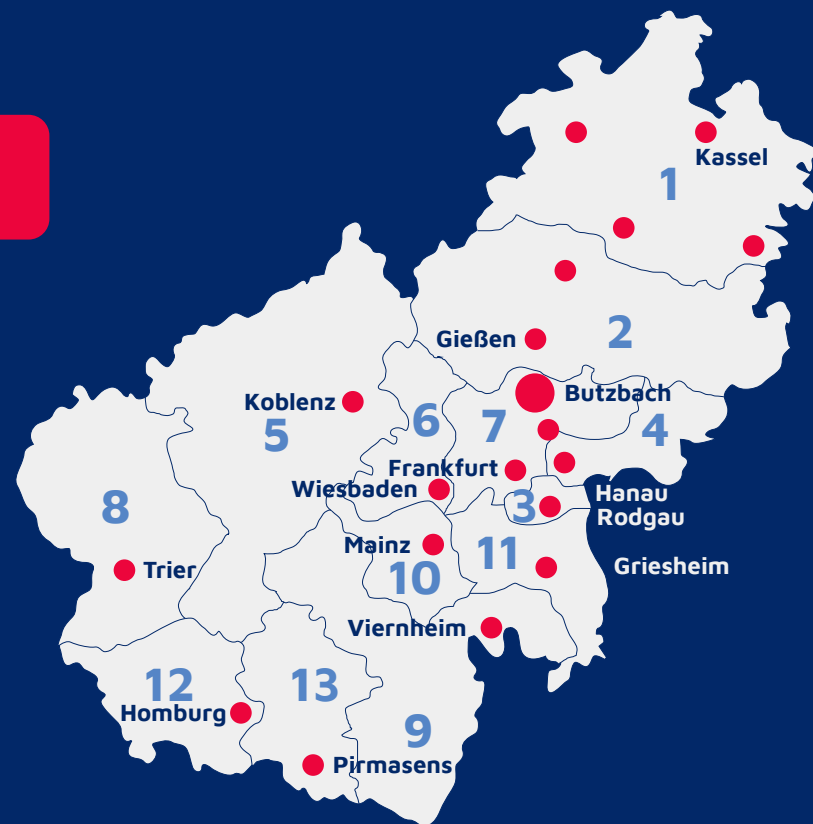 Kassel
1
2
Gießen
Butzbach
Koblenz
5
6
7
4
Frankfurt
Wiesbaden
3
Hanau
Rodgau
8
Mainz
11
10
Griesheim
Trier
Viernheim
12
13
Homburg
9
Pirmasens